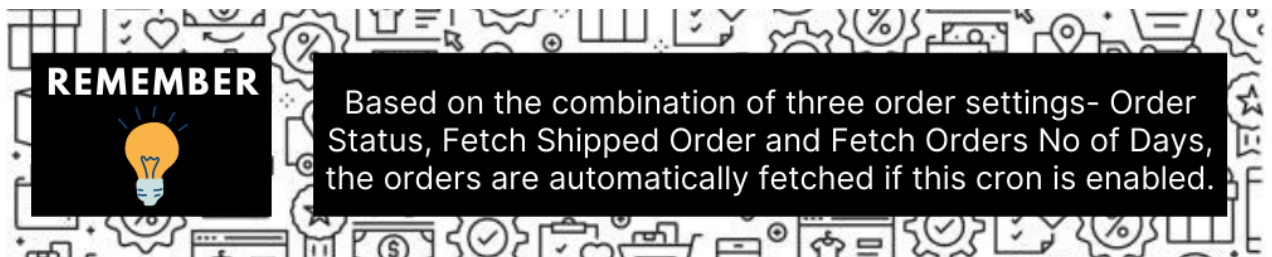 REMEMBER
Based on the combination of three order settings- Order
Status, Fetch Shipped Order and Fetch Orders No of Days,
the orders are automatically fetched if this cron is enabled.